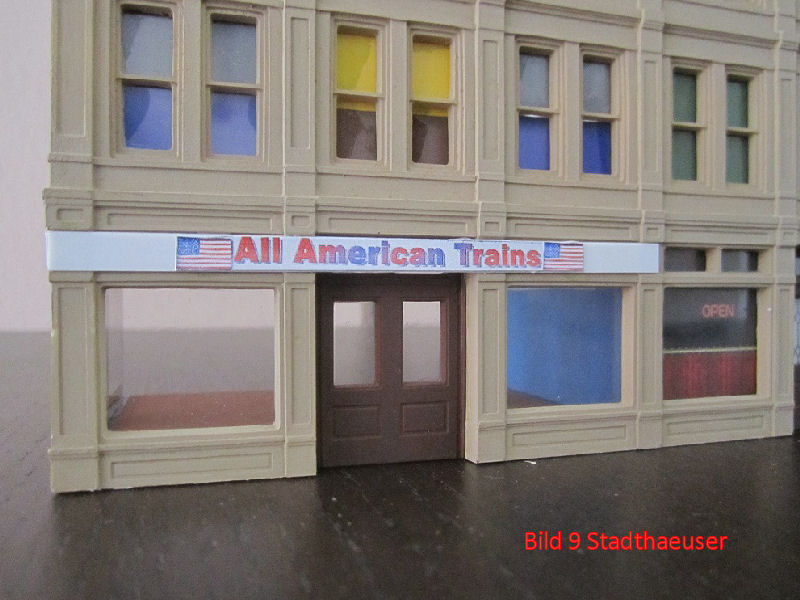 All American Trains
OPEN
Bild 9 Stadthaeuser